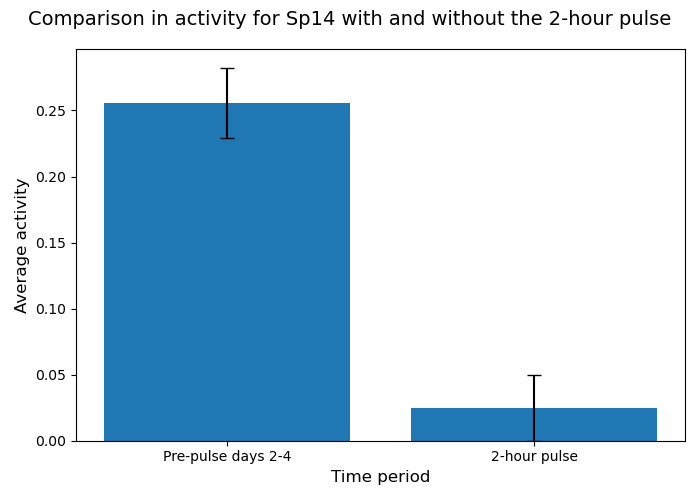 Comparison in activity for Sp14 with and without the 2-hour pulse
Average activity
0.25
0.20
0.15
0.10
0.05
0.00
Pre-pulse days 2-4
2-hour pulse
Time period